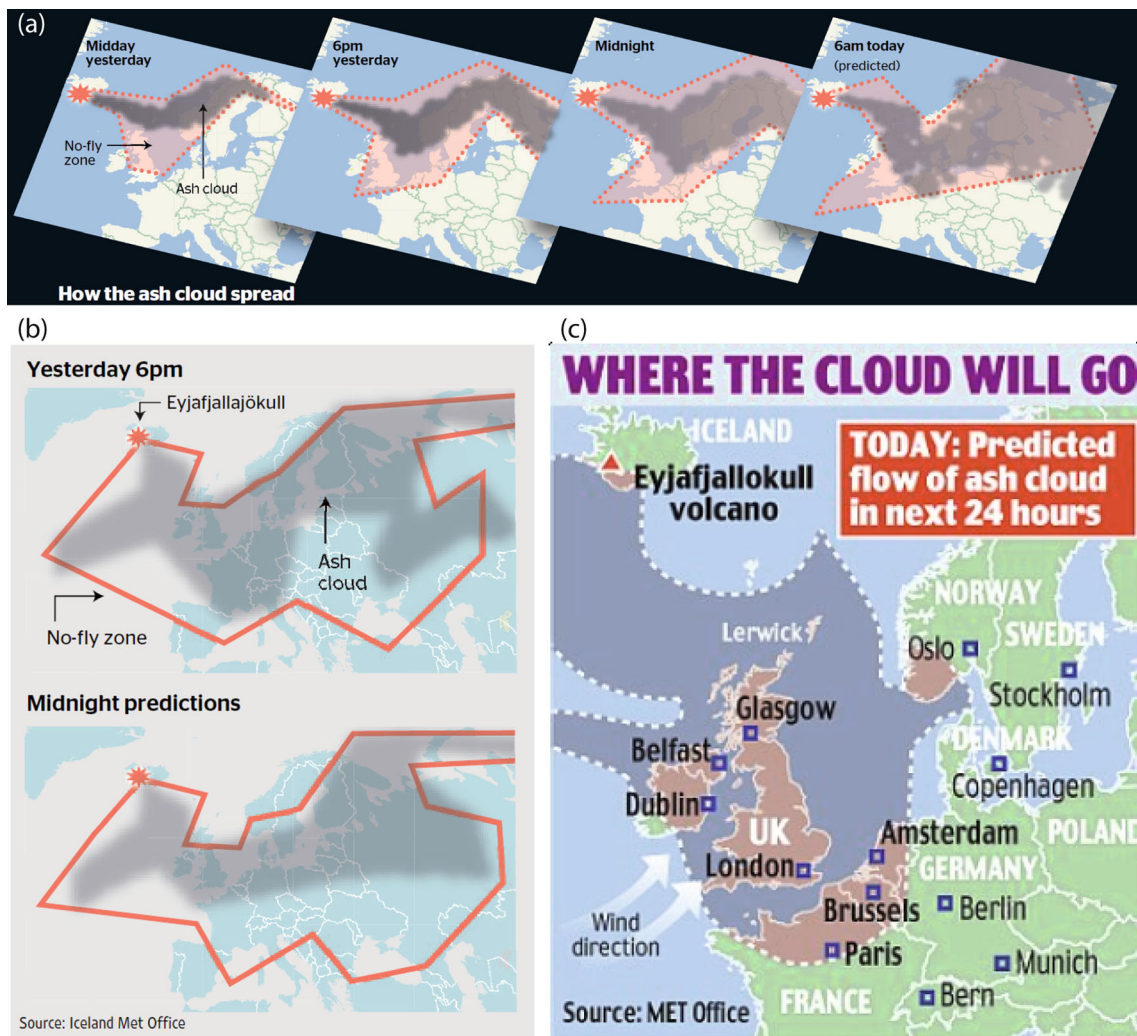 (a)
Midday
yesterday
6pm
yesterday
Midnight
6am today
(predicted)
No-fly
zone
Ash cloud
How the ash cloud spread
(b)
Yesterday 6pm
Eyjafjallajökull
Ash
cloud
No-fly zone
Midnight predictions
Source: Iceland Met Office
(c)
WHERE THE CLOUD WILL GO
ICELAND
TODAY: Predicted
flow of ash cloud
in next 24 hours
Eyjafjallokull
volcano
NORWAY
Lerwick
SWEDEN
Oslo
Stockholm
Glasgow
Belfast
DENMARK
Copenhagen
Dublin
UK
Amsterdam
POLAND
London
GERMANY
Brussels
Berlin
Wind
direction
Paris
Munich
FRANCE
Bern
Source: MET Office